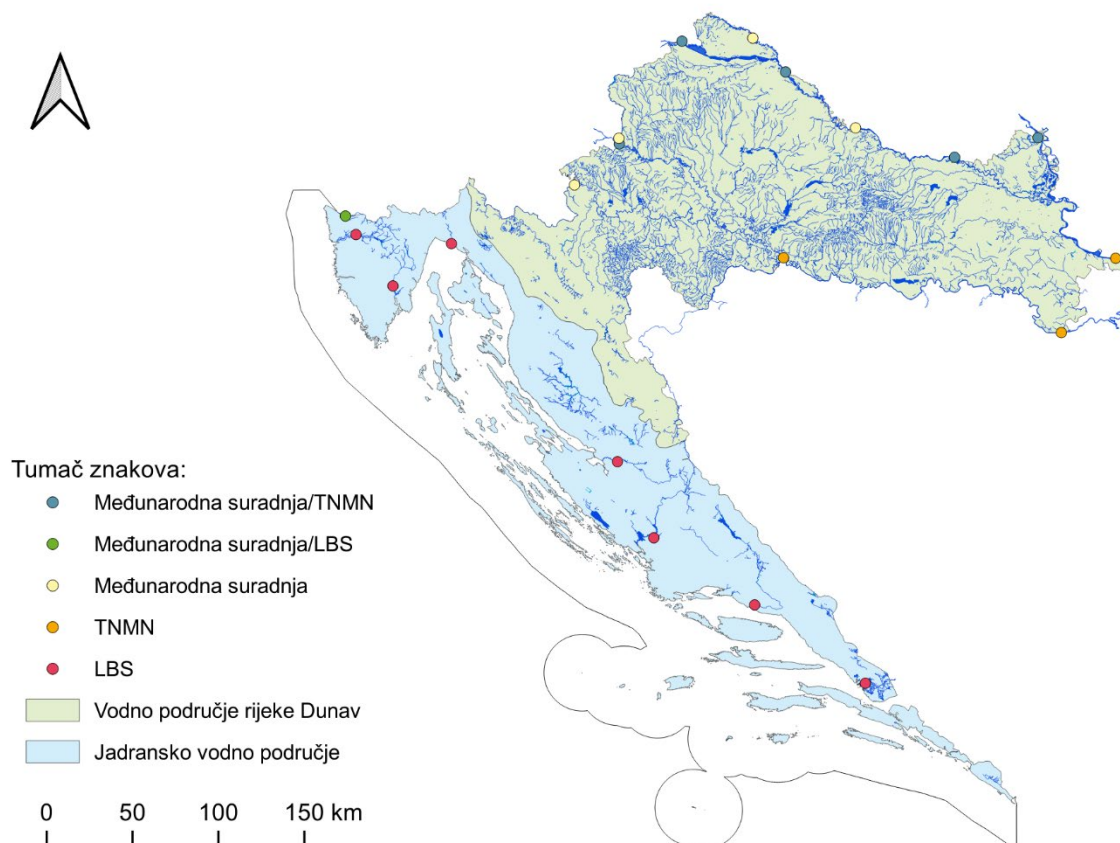 Tumač znakova:
Međunarodna suradnja/TNMN
Međunarodna suradnja/LBS
Međunarodna suradnja
TNMN
LBS
Vodno područje rijeke Dunav
Jadransko vodno područje
0 50 100 150 km